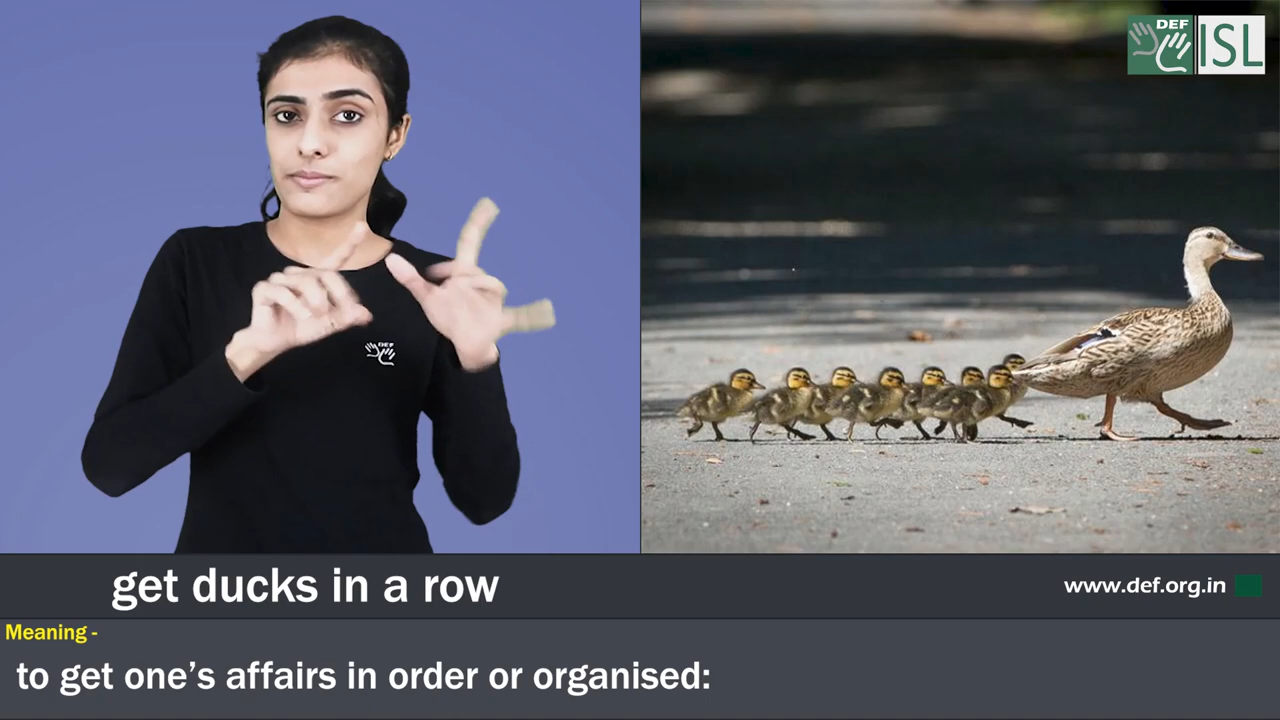 DEF
ISL
DEF
get ducks in a row
www.def.org.in
Meaning -
to get one's affairs in order or organised: